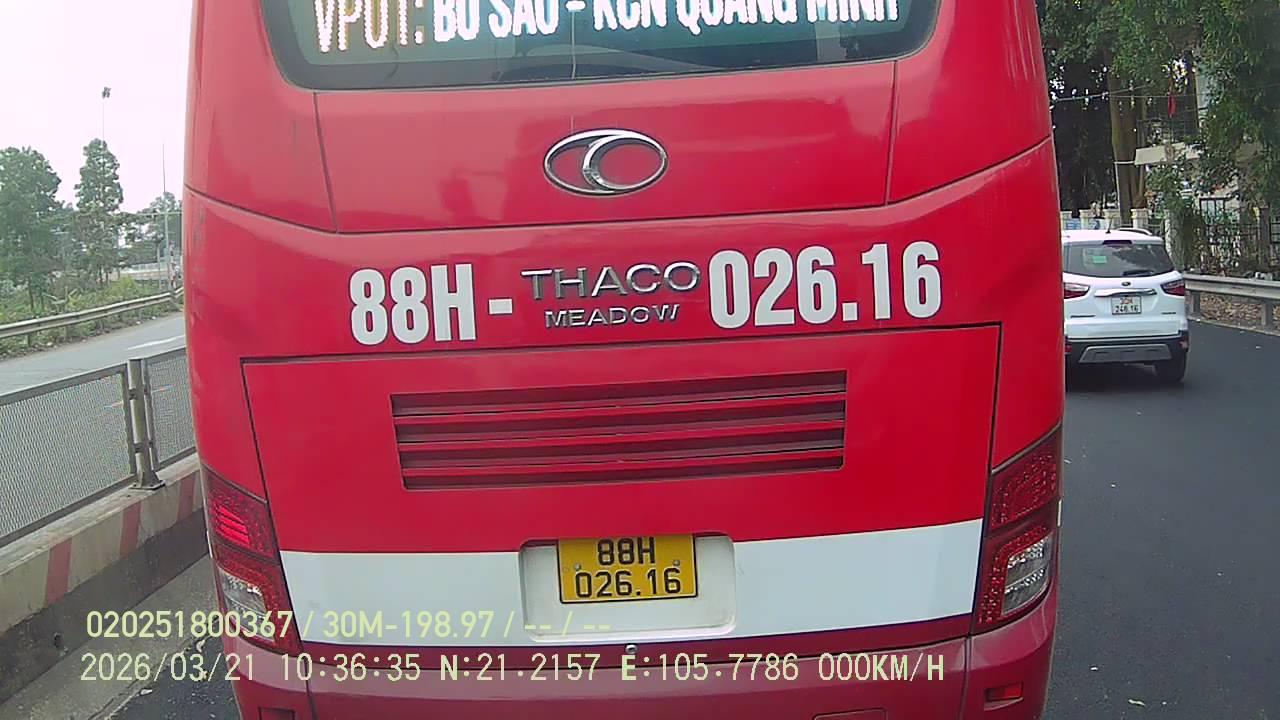 VP01: BỜ SAO - KCN QUANG MINH
88H - THACO 026.16
MEADOW
88H
026.16
020251800367 / 30M-198.97 / -- / --
2026/03/21 10:36:35 N:21.2157 E:105.7786 000KM/H